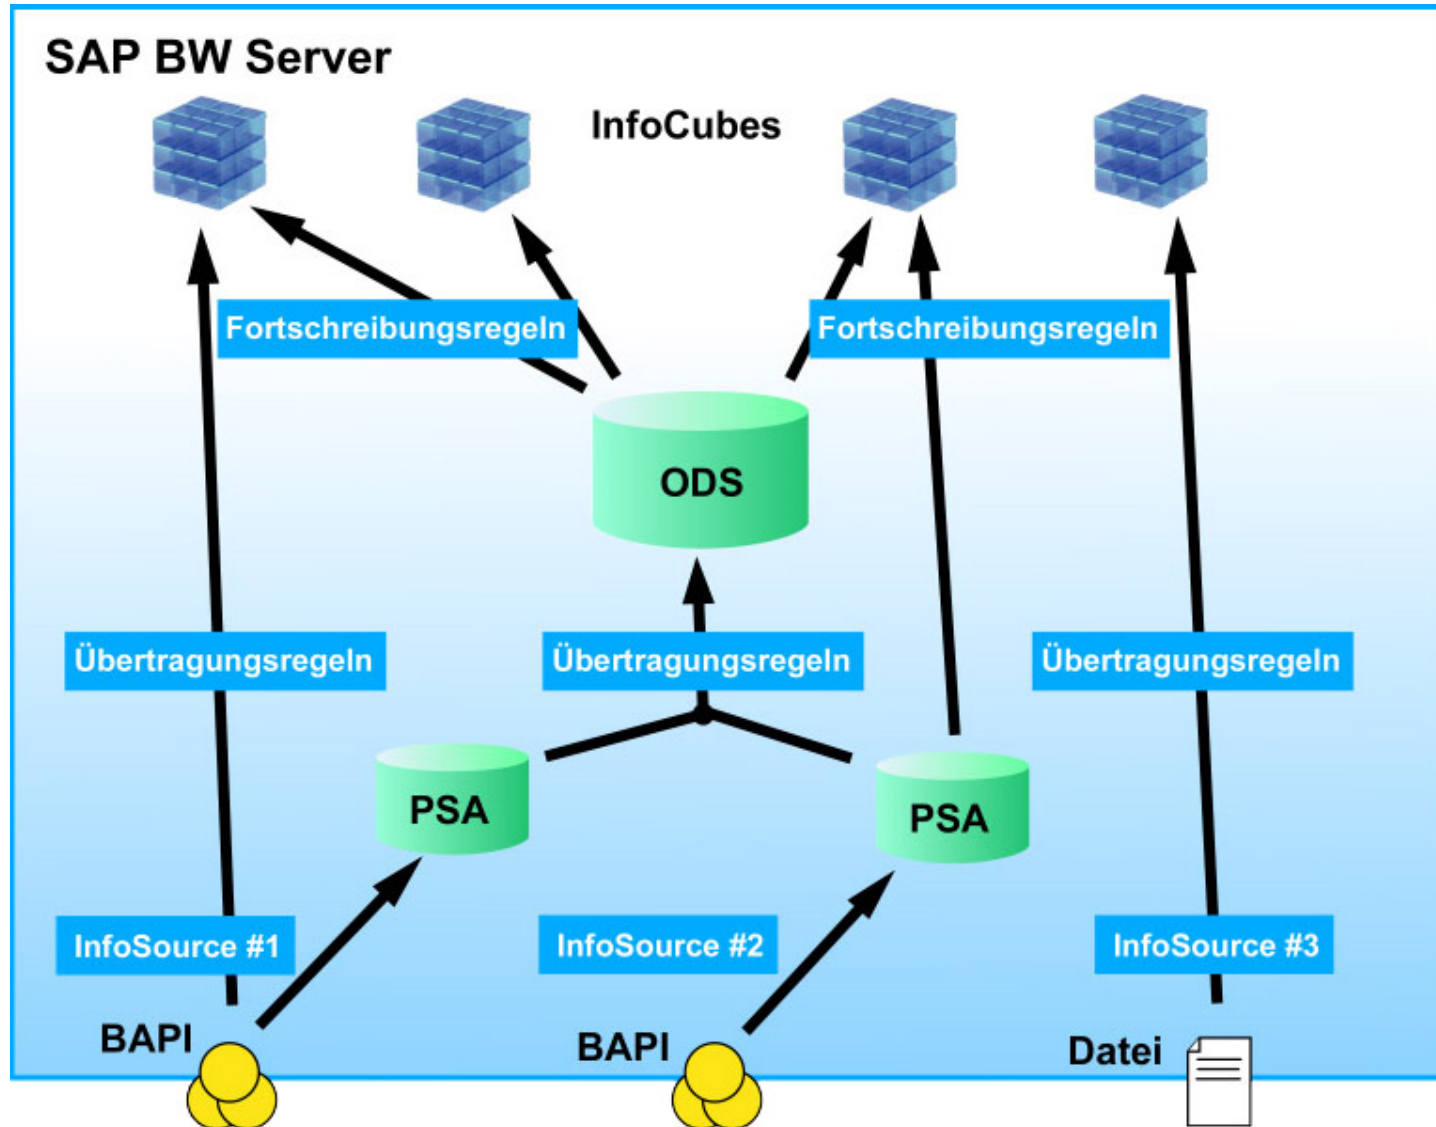 SAP BW Server
InfoCubes
Fortschreibungsregeln
Fortschreibungsregeln
ODS
Übertragungsregeln
Übertragungsregeln
Übertragungsregeln
PSA
PSA
InfoSource #1
InfoSource #2
InfoSource #3
BAPI
BAPI
Datei